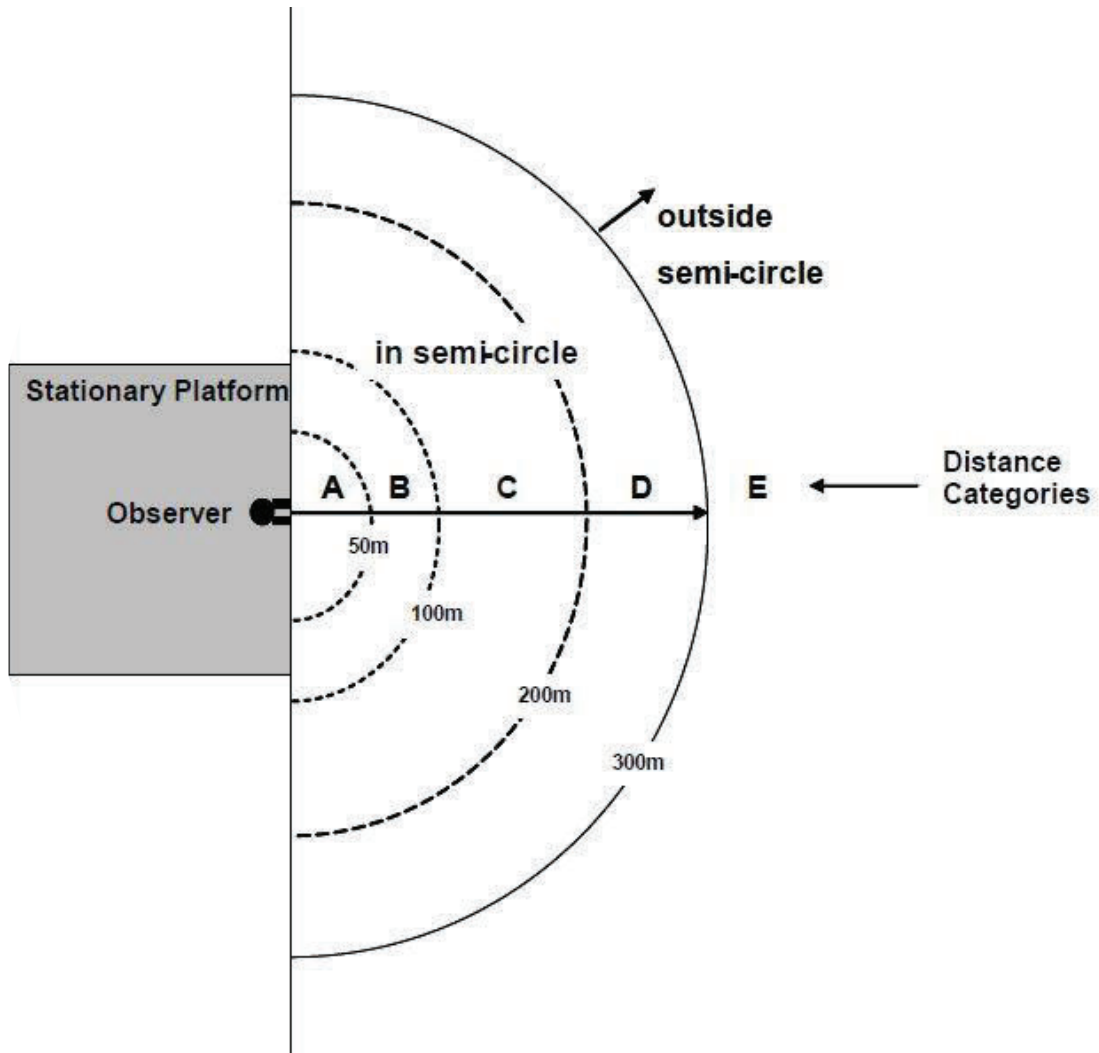 outside
semi-circle
in semi-circle
Stationary Platform
A B C D E
Distance
Categories
Observer
50m
100m
200m
300m